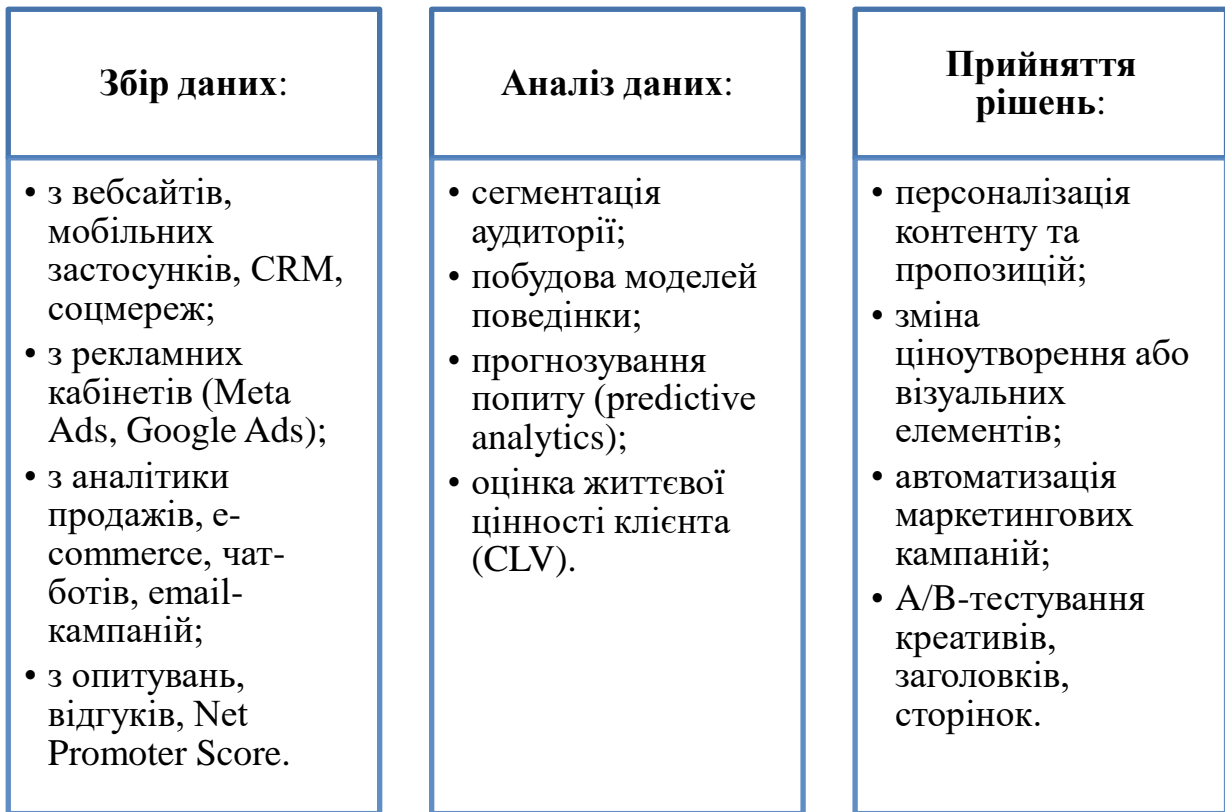 Збір даних:
• з вебсайтів,
мобільних
застосунків, CRM,
соцмереж;
• з рекламних
кабінетів (Meta
Ads, Google Ads);
• з аналітики
продажів, e-
commerce, чат-
ботів, email-
кампаній;
• з опитувань,
відгуків, Net
Promoter Score.
Аналіз даних:
• сегментація
аудиторії;
• побудова моделей
поведінки;
• прогнозування
попиту (predictive
analytics);
• оцінка життєвої
цінності клієнта
(CLV).
Прийняття
рішень:
• персоналізація
контенту та
пропозицій;
• зміна
ціноутворення або
візуальних
елементів;
• автоматизація
маркетингових
кампаній;
• A/B-тестування
креативів,
заголовків,
сторінок.